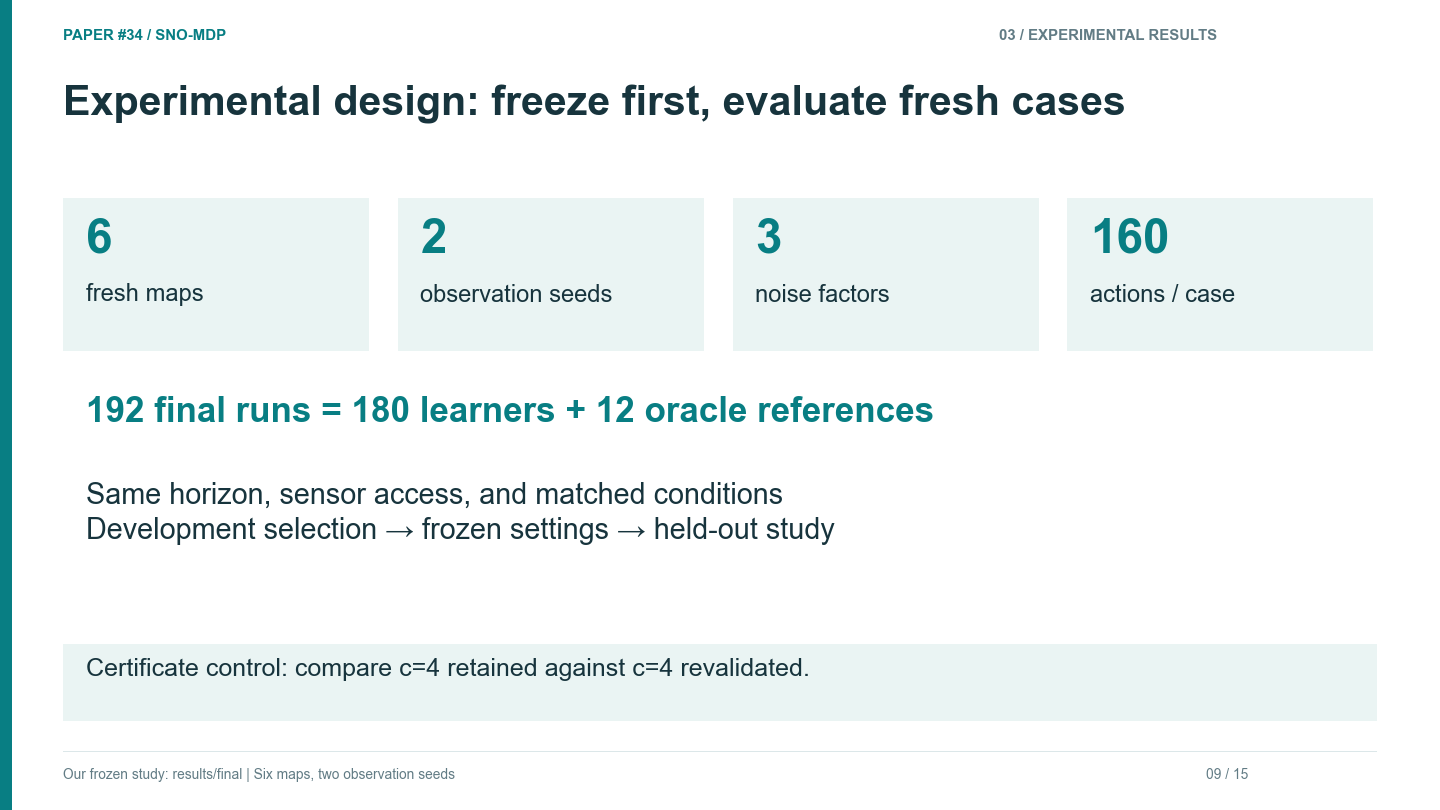 PAPER #34 / SNO-MDP
03 / EXPERIMENTAL RESULTS
Experimental design: freeze first, evaluate fresh cases
6
fresh maps
2
observation seeds
3
noise factors
160
actions / case
192 final runs = 180 learners + 12 oracle references
Same horizon, sensor access, and matched conditions
Development selection → frozen settings → held-out study
Certificate control: compare c=4 retained against c=4 revalidated.
Our frozen study: results/final | Six maps, two observation seeds
09 / 15